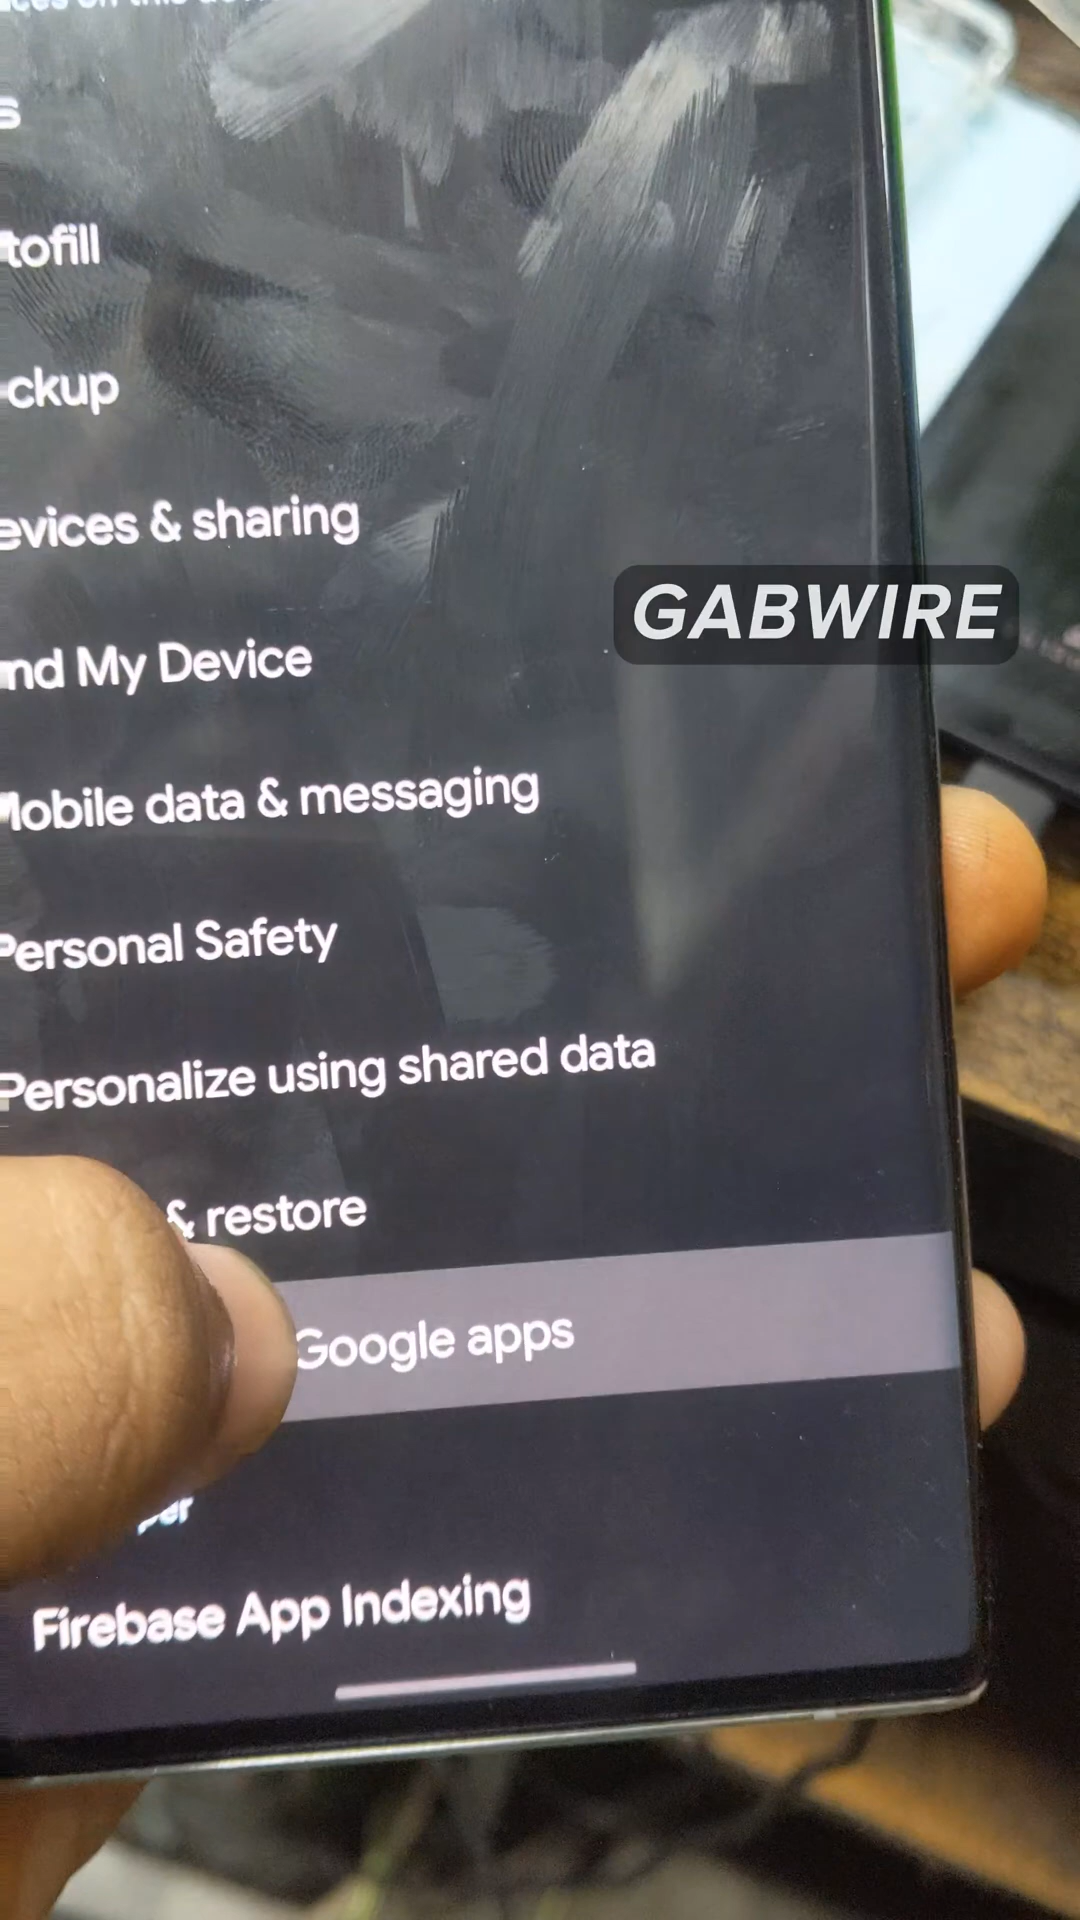 s
tofill
ckup
evices & sharing
GABWIRE
nd My Device
Mobile data & messaging
Personal Safety
Personalize using shared data
& restore
Google apps
per
Firebase App Indexing